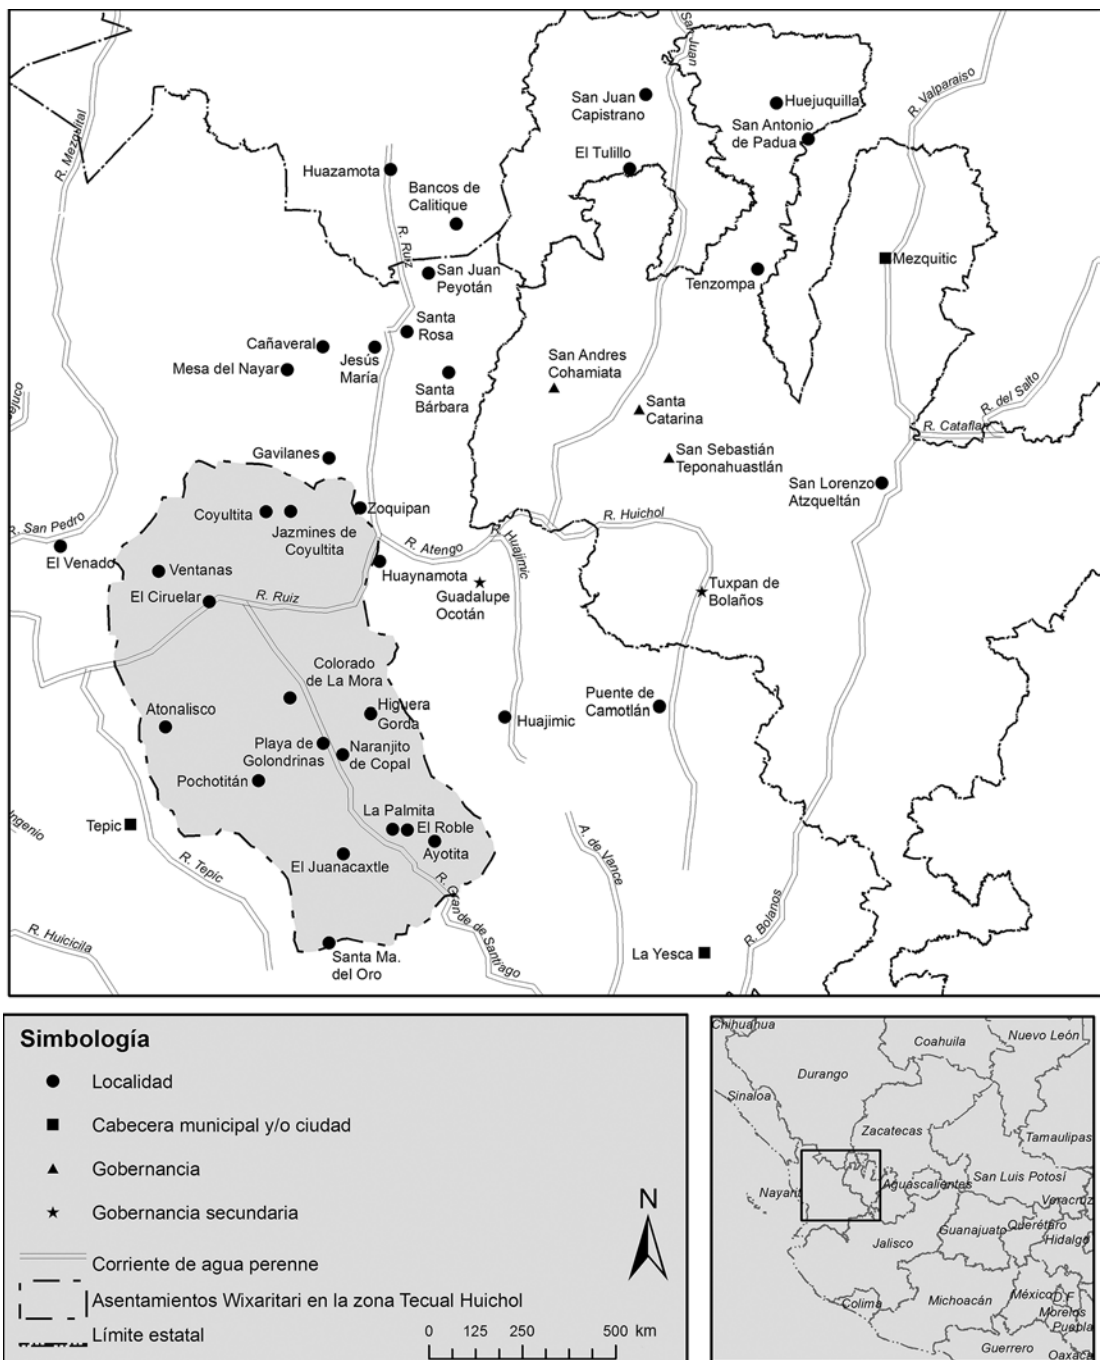 San Juan
R. Mezquital
R. Valparaiso
San Juan
Capistrano
Huejuquilla
San Antonio
de Padua
El Tulillo
Huazamota
Bancos de
Calitique
R. Ruiz
San Juan
Peyotán
Tenzompa
Mezquitic
Santa
Rosa
Cañaveral
Jesús
María
Mesa del Nayar
Santa
Bárbara
San Andres
Cohamiata
Santa
Catarina
R. del Salto
R. Cataflan
Gavilanes
San Sebastián
Teponahuastlán
San Lorenzo
Atzqueltán
Coyultita
Jazmines de
Coyultita
Zoquipan
R. San Pedro
R. Huichol
R. Atengo
R. Huajimic
El Venado
Ventanas
Huaynamota
Guadalupe
Ocotán
Tuxpan de
Bolaños
El Ciruelar
R. Ruiz
Colorado
de La Mora
Atonalisco
Higuera
Gorda
Huajimic
Puente de
Camotlán
Playa de
Golondrinas
Naranjito
de Copal
Pochotitán
Ingenio
Tepic
La Palmita
El Roble
Ayotita
R. Tepic
El Juanacaxtle
A. de Vance
R. Grande de Santiago
R. Bolanos
R. Huicicila
Santa Ma.
del Oro
La Yesca
Simbología
Localidad
Cabecera municipal y/o ciudad
Gobernancia
Gobernancia secundaria
Corriente de agua perenne
Asentamientos Wixaritari en la zona Tecual Huichol
Límite estatal
N
0 125 250 500 km
Chihuahua
Coahuila
Nuevo León
Durango
Sinaloa
Zacatecas
Tamaulipas
San Luis Potosí
Nayarit
Aguascalientes
Veracruz
Guanajuato
Querétaro
Hidalgo
Jalisco
Colima
Michoacán
México
D.F
Morelos
Puebla
Guerrero
Oaxaca